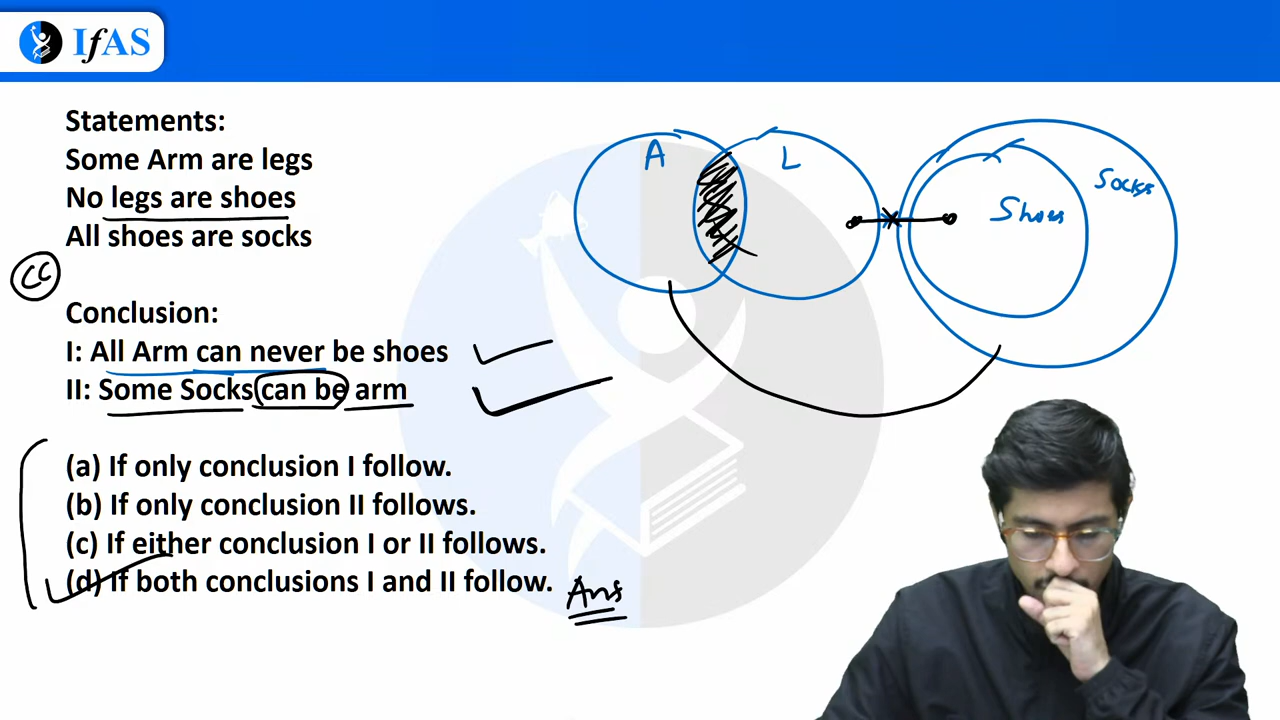 IfAS
Statements:
Some Arm are legs
No legs are shoes
All shoes are socks
CC
Conclusion:
I: All Arm can never be shoes
II: Some Socks can be arm
(a) If only conclusion I follow.
(b) If only conclusion II follows.
(c) If either conclusion I or II follows.
(d) If both conclusions I and II follow.
Ans
A
L
Shoes
Socks